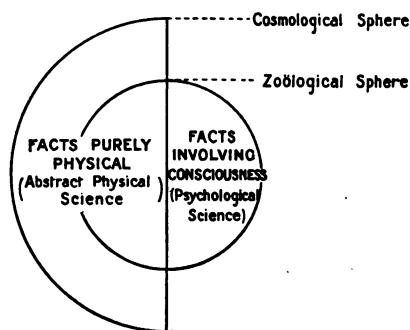 Cosmological Sphere
Zoölogical Sphere
FACTS PURELY
PHYSICAL
(Abstract Physical
Science)
FACTS
INVOLVING
CONSCIOUSNESS
(Psychological
Science)